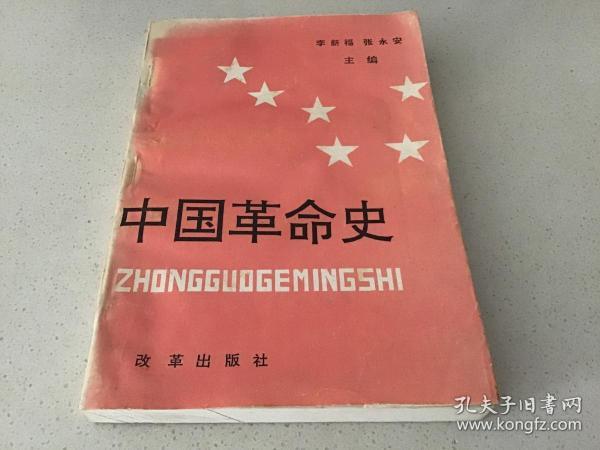 李新福 张永安
主编
中国革命史
ZHONGGUOGEMINGSHI
改革出版社
孔夫子旧书网
www.kongfz.com